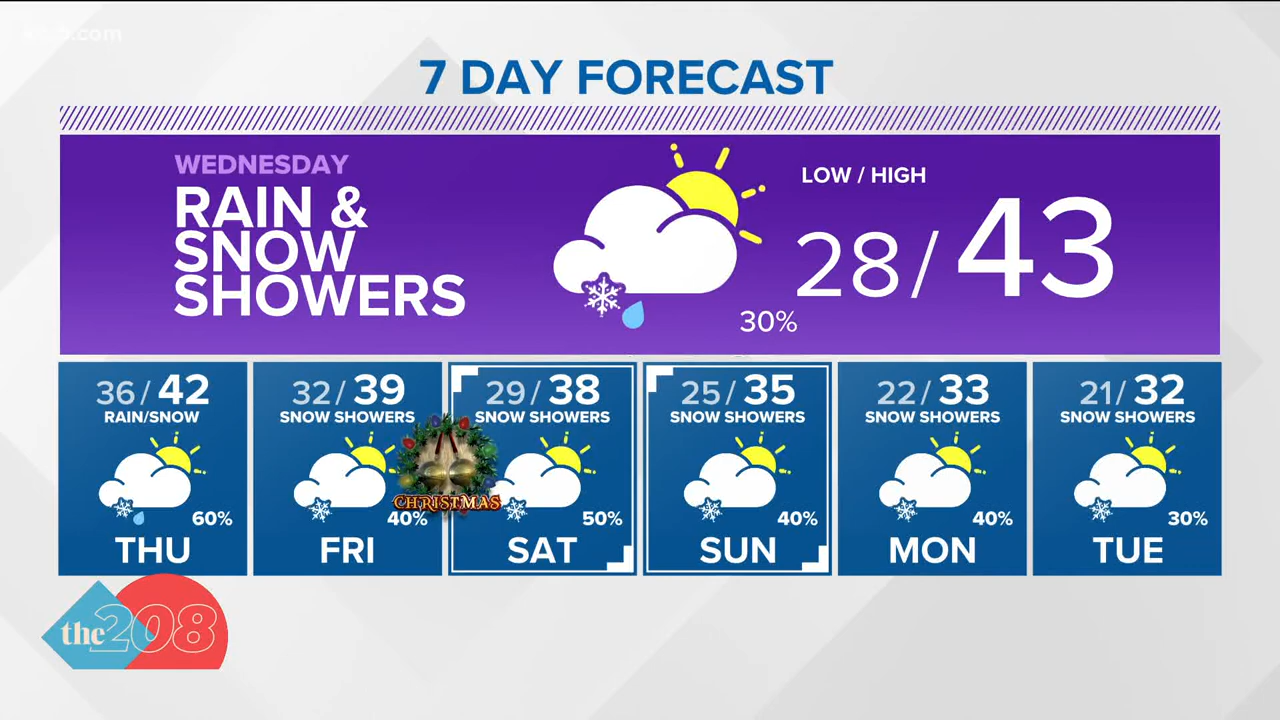 7 DAY FORECAST
WEDNESDAY
RAIN &
SNOW
SHOWERS
LOW / HIGH
28/43
30%
36/42
RAIN/SNOW
60%
THU
32/39
SNOW SHOWERS
40%
FRI
CHRISTMAS
29/38
SNOW SHOWERS
50%
SAT
25/35
SNOW SHOWERS
40%
SUN
22/33
SNOW SHOWERS
40%
MON
21/32
SNOW SHOWERS
30%
TUE
the 208